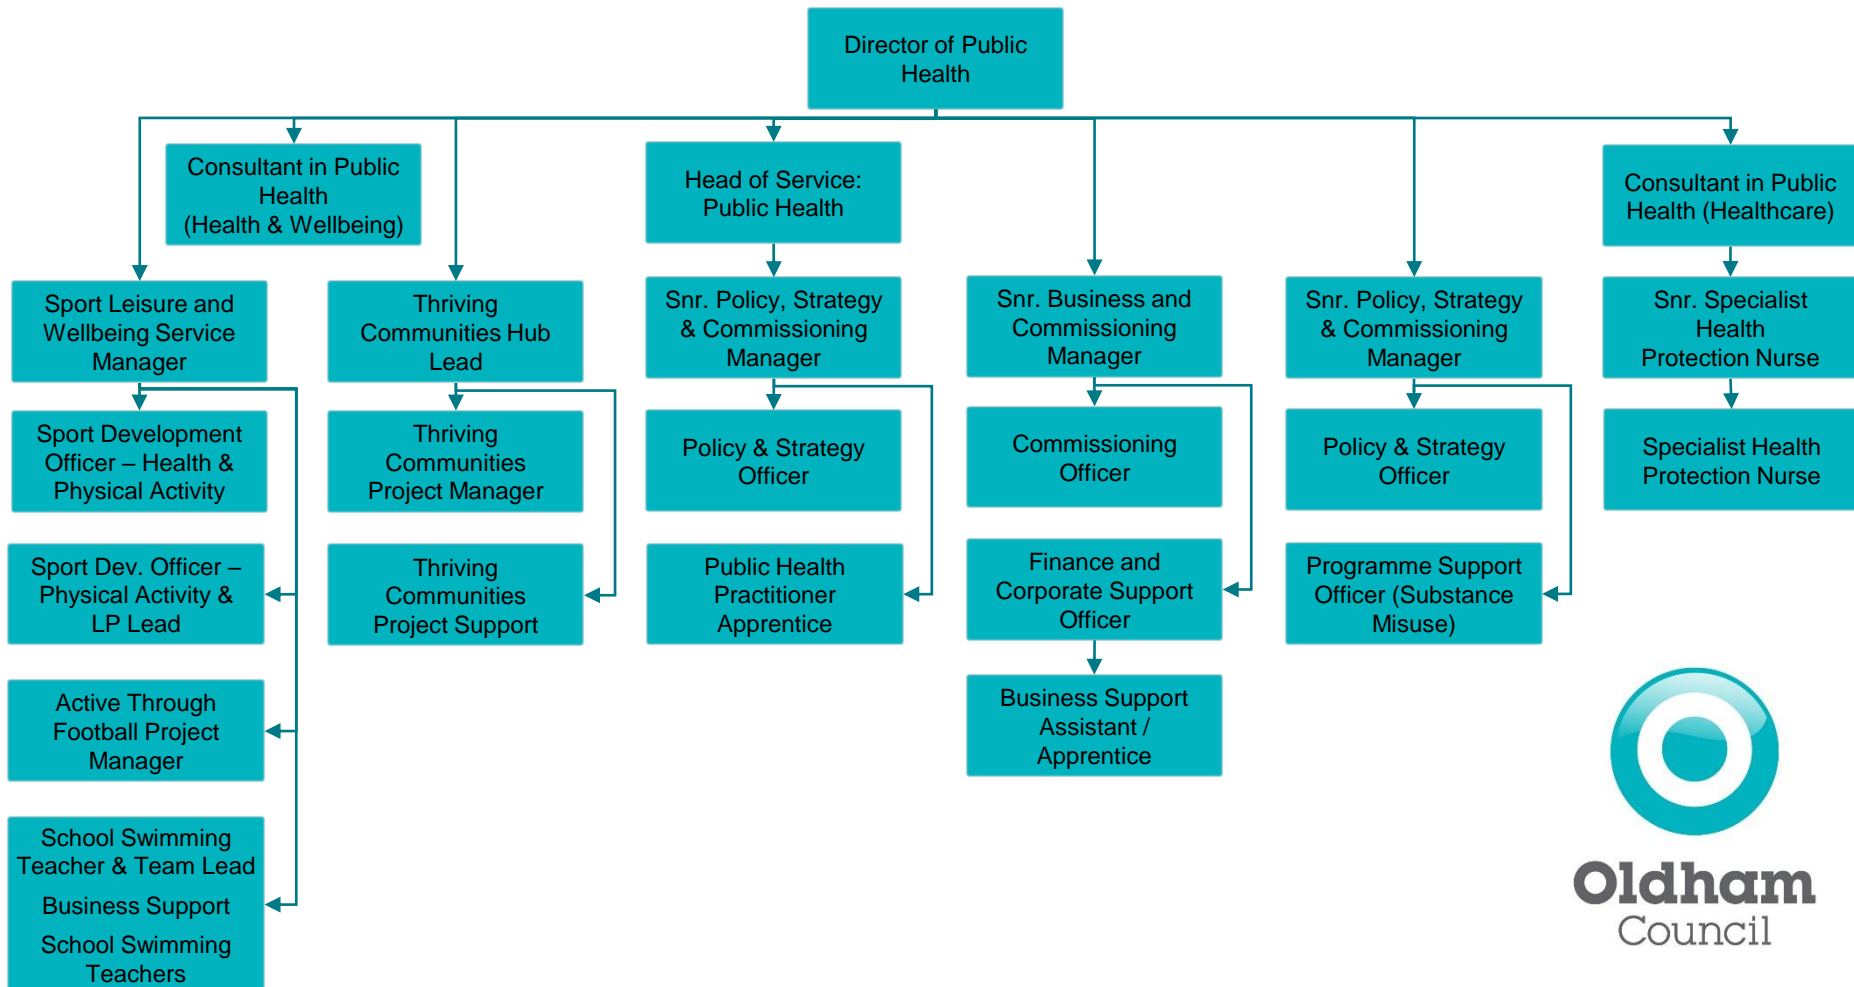 Director of Public
Health
Consultant in Public
Health
(Health & Wellbeing)
Head of Service:
Public Health
Consultant in Public
Health (Healthcare)
Sport Leisure and
Wellbeing Service
Manager
Thriving
Communities Hub
Lead
Snr. Policy, Strategy
& Commissioning
Manager
Snr. Business and
Commissioning
Manager
Snr. Policy, Strategy
& Commissioning
Manager
Snr. Specialist
Health
Protection Nurse
Sport Development
Officer – Health &
Physical Activity
Thriving
Communities
Project Manager
Policy & Strategy
Officer
Commissioning
Officer
Policy & Strategy
Officer
Specialist Health
Protection Nurse
Sport Dev. Officer –
Physical Activity &
LP Lead
Thriving
Communities
Project Support
Public Health
Practitioner
Apprentice
Finance and
Corporate Support
Officer
Programme Support
Officer (Substance
Misuse)
Active Through
Football Project
Manager
Business Support
Assistant /
Apprentice
School Swimming
Teacher & Team Lead
Business Support
School Swimming
Teachers
Oldham
Council